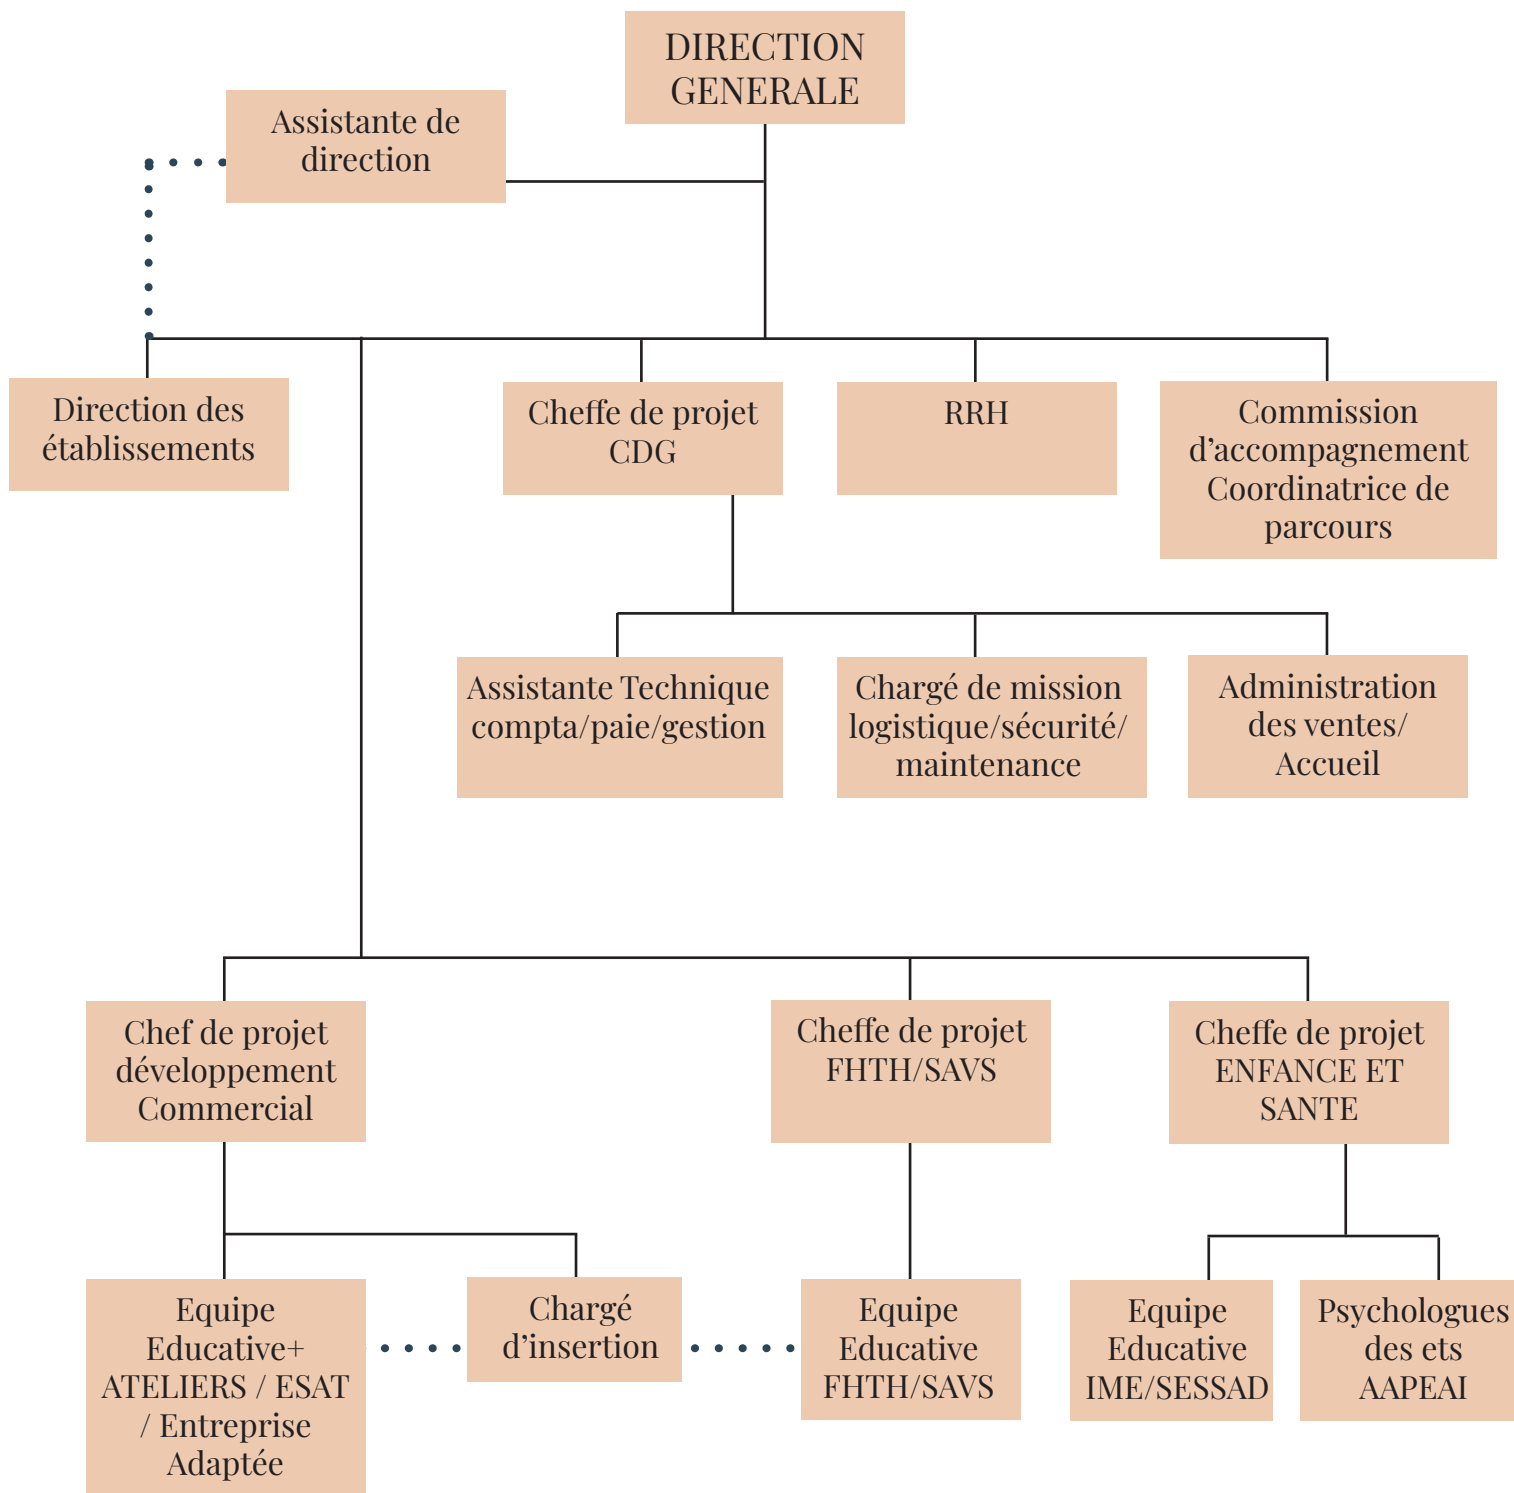 DIRECTION
GENERALE
Assistante de
direction
Direction des
établissements
Cheffe de projet
CDG
RRH
Commission
d’accompagnement
Coordinatrice de
parcours
Assistante Technique
compta/paie/gestion
Chargé de mission
logistique/sécurité/
maintenance
Administration
des ventes/
Accueil
Chef de projet
développement
Commercial
Cheffe de projet
FHTH/SAVS
Cheffe de projet
ENFANCE ET
SANTE
Equipe
Educative+
ATELIERS / ESAT
/ Entreprise
Adaptée
Chargé
d’insertion
Equipe
Educative
FHTH/SAVS
Equipe
Educative
IME/SESSAD
Psychologues
des ets
AAPEAI